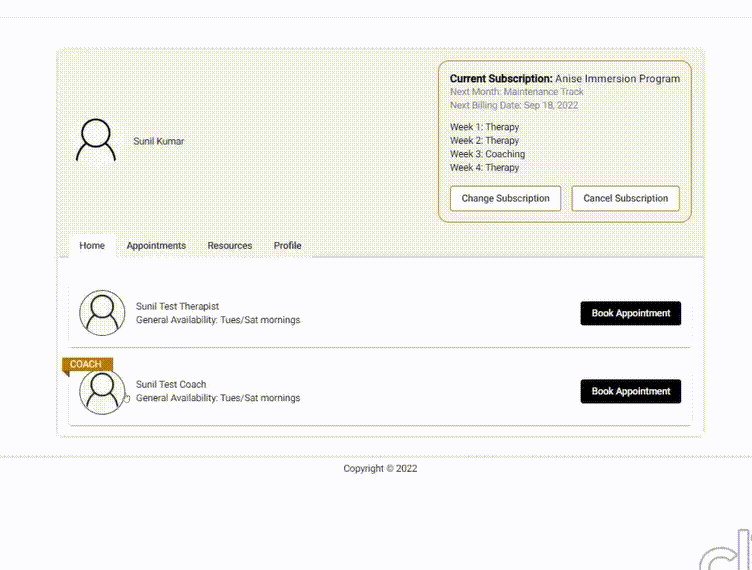 Current Subscription: Anise Immersion Program
Next Month: Maintenance Track
Next Billing Date: Sep 18, 2022
Week 1: Therapy
Week 2: Therapy
Week 3: Coaching
Week 4: Therapy
Change Subscription Cancel Subscription
Sunil Kumar
Home Appointments Resources Profile
Sunil Test Therapist
General Availability: Tues/Sat mornings
Book Appointment
COACH
Sunil Test Coach
General Availability: Tues/Sat mornings
Book Appointment
Copyright © 2022